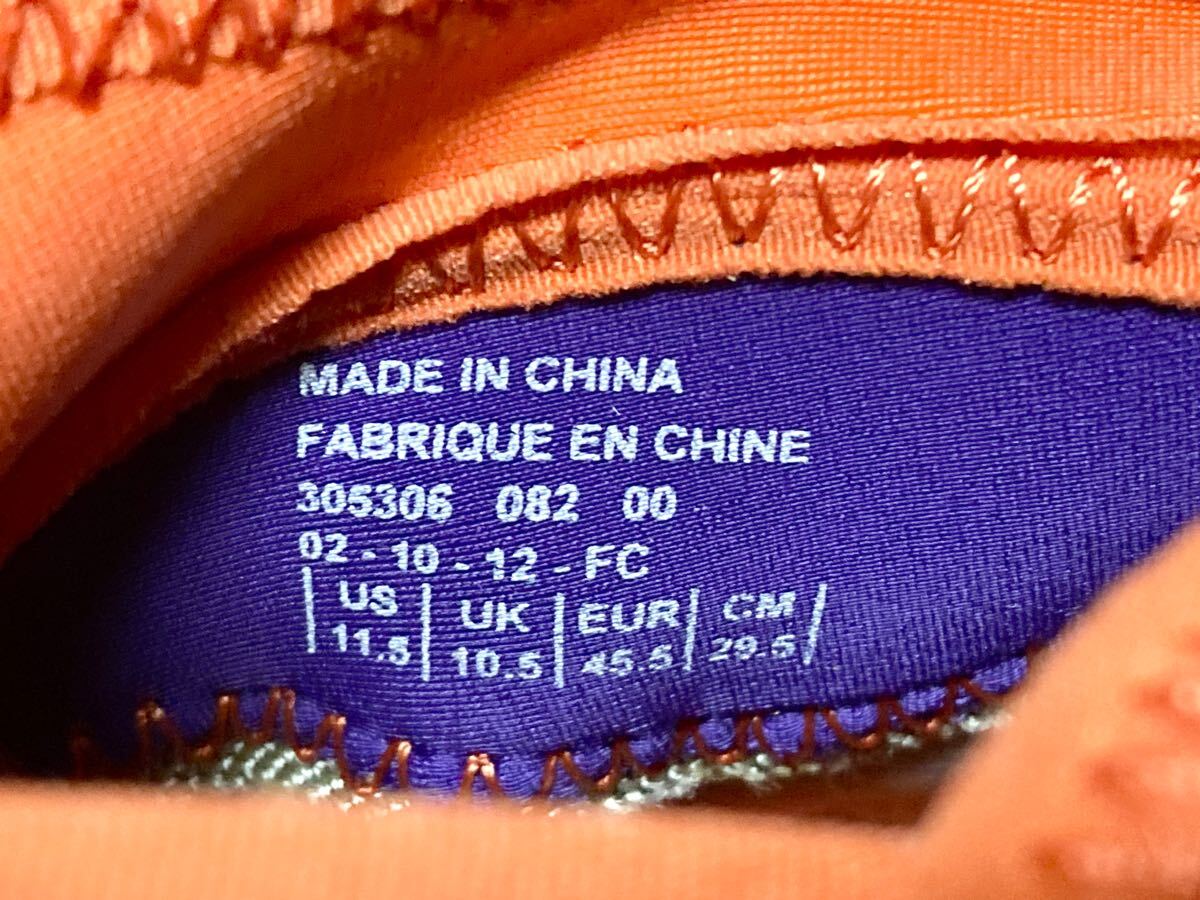 MADE IN CHINA
FABRIQUE EN CHINE
305306 082 00
02 - 10 - 12 - FC
| US | UK | EUR | CM |
| 11.5 | 10.5 | 45.5 | 29.5 |